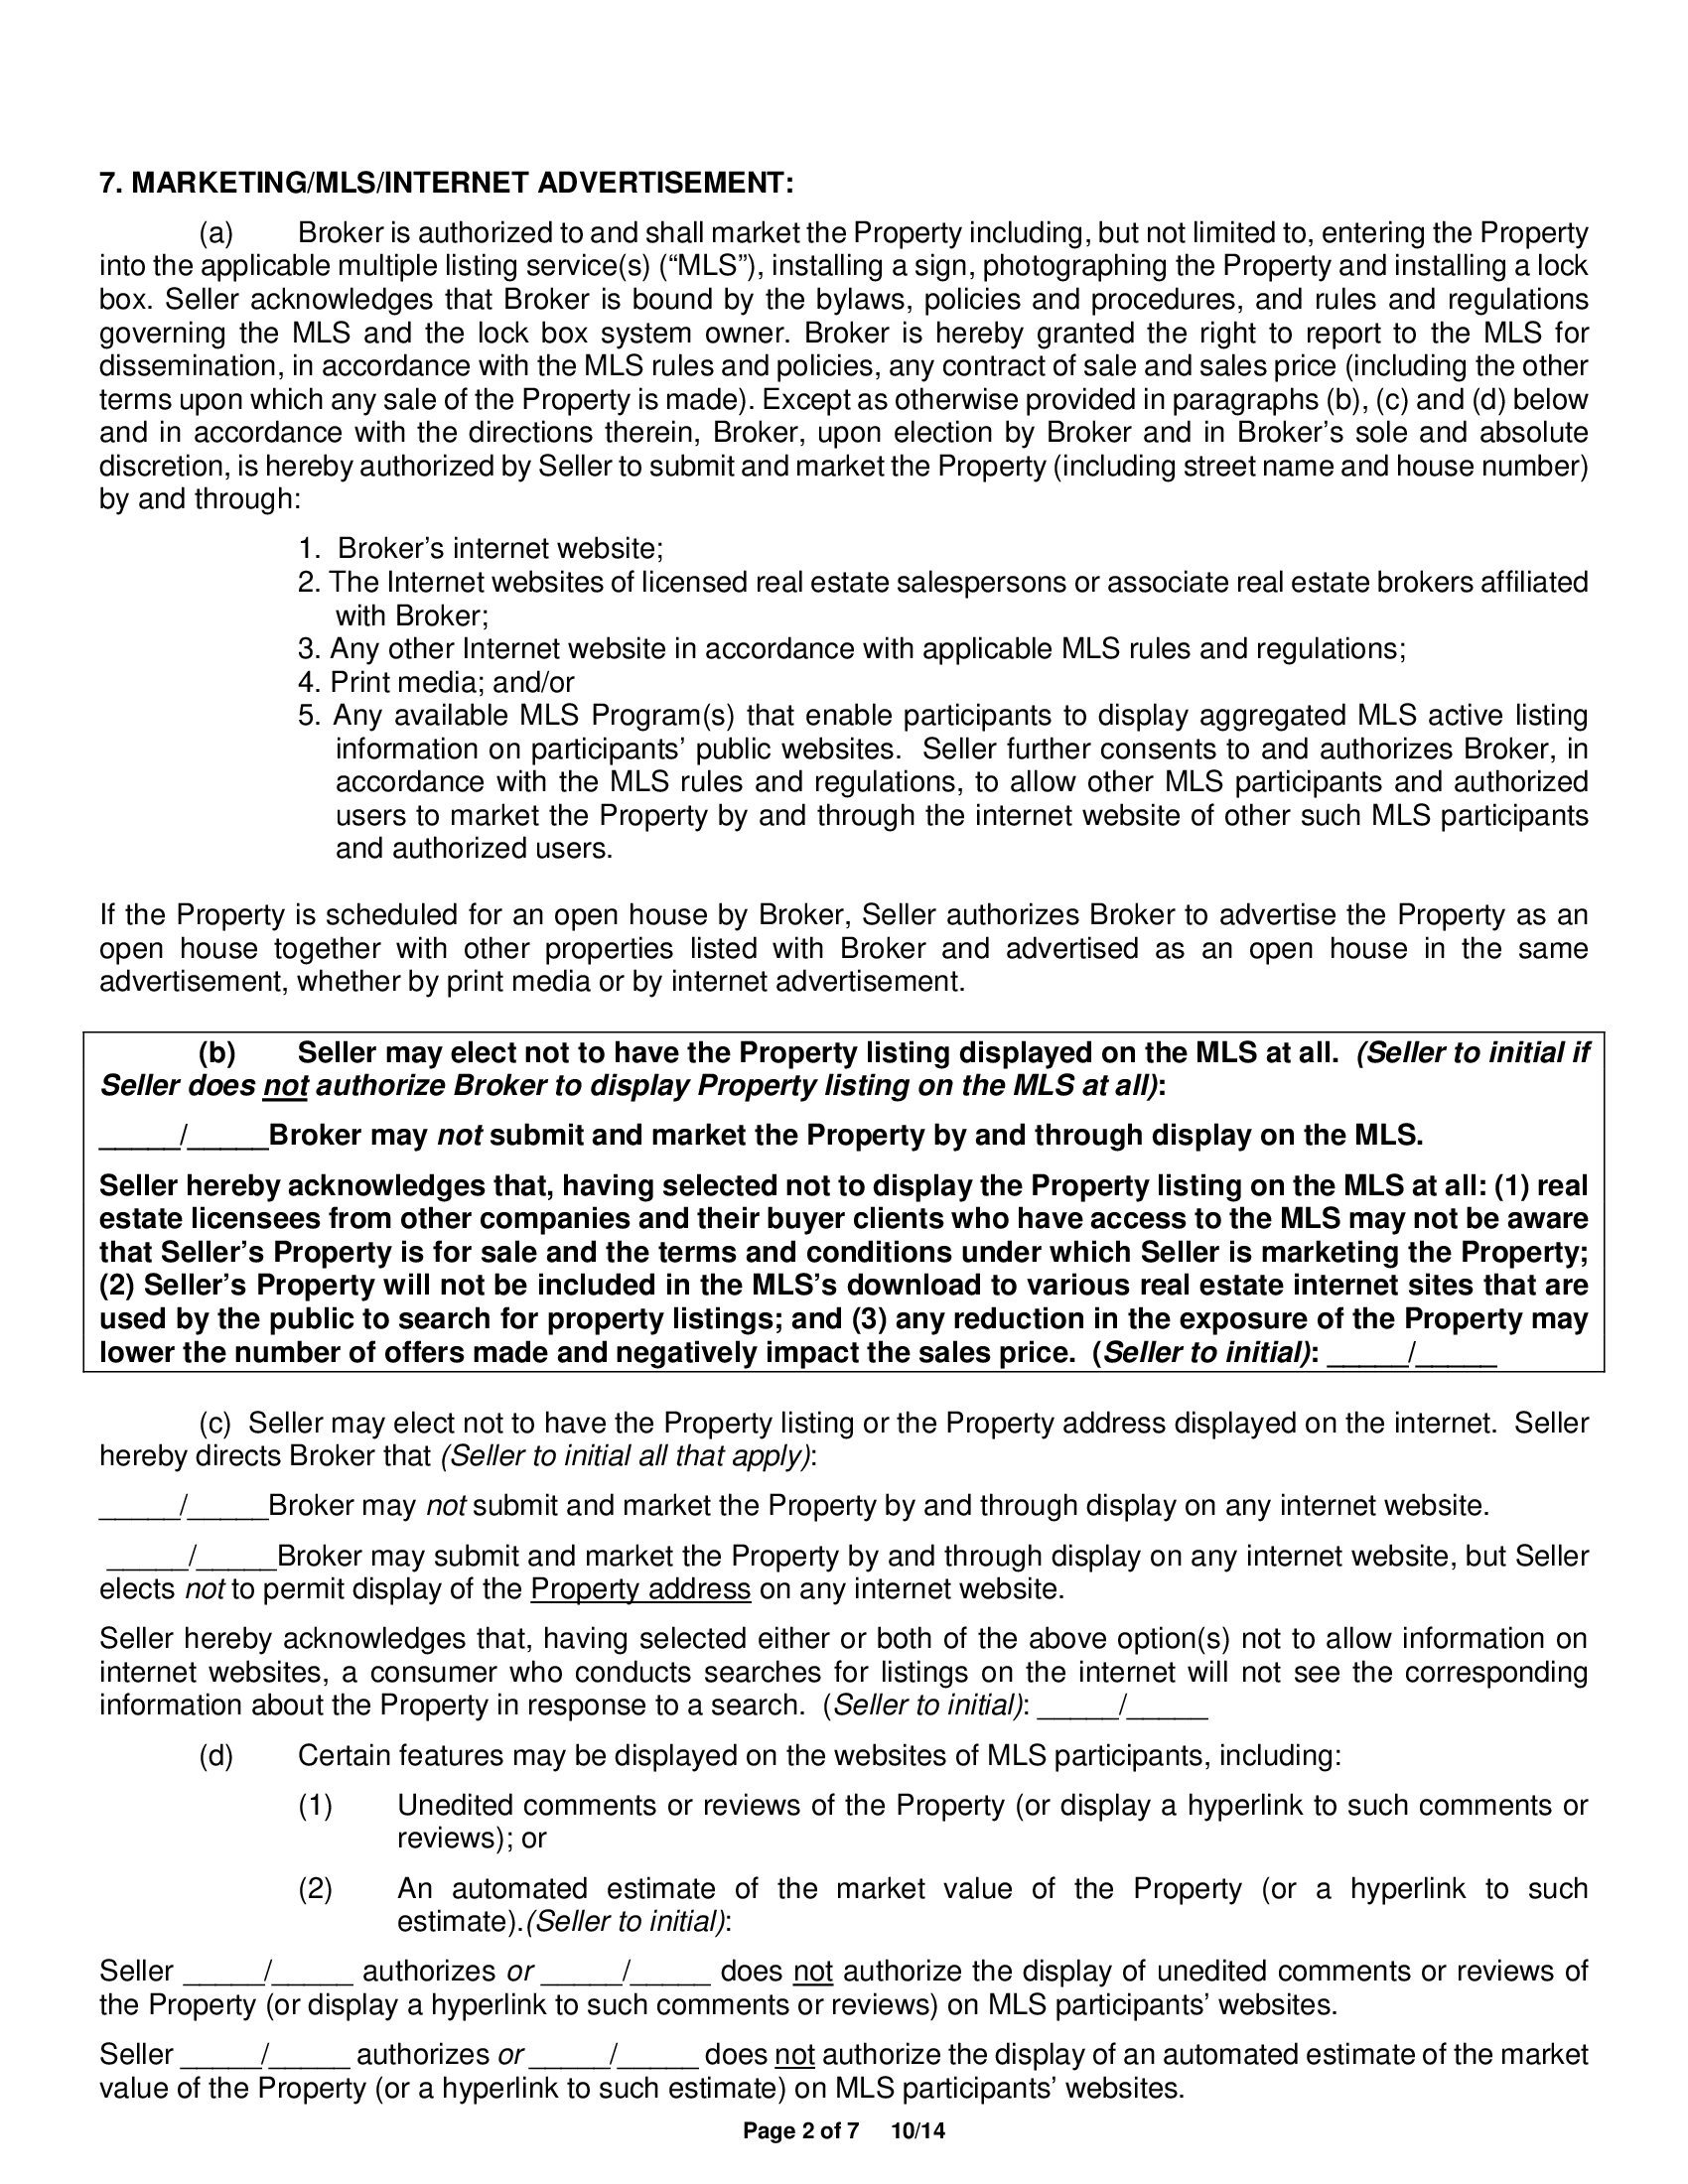 7. MARKETING/MLS/INTERNET ADVERTISEMENT:
(a) Broker is authorized to and shall market the Property including, but not limited to, entering the Property
into the applicable multiple listing service(s) (“MLS”), installing a sign, photographing the Property and installing a lock
box. Seller acknowledges that Broker is bound by the bylaws, policies and procedures, and rules and regulations
governing the MLS and the lock box system owner. Broker is hereby granted the right to report to the MLS for
dissemination, in accordance with the MLS rules and policies, any contract of sale and sales price (including the other
terms upon which any sale of the Property is made). Except as otherwise provided in paragraphs (b), (c) and (d) below
and in accordance with the directions therein, Broker, upon election by Broker and in Broker’s sole and absolute
discretion, is hereby authorized by Seller to submit and market the Property (including street name and house number)
by and through:
1. Broker’s internet website;
2. The Internet websites of licensed real estate salespersons or associate real estate brokers affiliated
with Broker;
3. Any other Internet website in accordance with applicable MLS rules and regulations;
4. Print media; and/or
5. Any available MLS Program(s) that enable participants to display aggregated MLS active listing
information on participants’ public websites. Seller further consents to and authorizes Broker, in
accordance with the MLS rules and regulations, to allow other MLS participants and authorized
users to market the Property by and through the internet website of other such MLS participants
and authorized users.
If the Property is scheduled for an open house by Broker, Seller authorizes Broker to advertise the Property as an
open house together with other properties listed with Broker and advertised as an open house in the same
advertisement, whether by print media or by internet advertisement.
(b) Seller may elect not to have the Property listing displayed on the MLS at all. (Seller to initial if
Seller does not authorize Broker to display Property listing on the MLS at all):
_____/_____Broker may not submit and market the Property by and through display on the MLS.
Seller hereby acknowledges that, having selected not to display the Property listing on the MLS at all: (1) real
estate licensees from other companies and their buyer clients who have access to the MLS may not be aware
that Seller’s Property is for sale and the terms and conditions under which Seller is marketing the Property;
(2) Seller’s Property will not be included in the MLS’s download to various real estate internet sites that are
used by the public to search for property listings; and (3) any reduction in the exposure of the Property may
lower the number of offers made and negatively impact the sales price. (Seller to initial): _____/_____
(c) Seller may elect not to have the Property listing or the Property address displayed on the internet. Seller
hereby directs Broker that (Seller to initial all that apply):
_____/_____Broker may not submit and market the Property by and through display on any internet website.
_____/_____Broker may submit and market the Property by and through display on any internet website, but Seller
elects not to permit display of the Property address on any internet website.
Seller hereby acknowledges that, having selected either or both of the above option(s) not to allow information on
internet websites, a consumer who conducts searches for listings on the internet will not see the corresponding
information about the Property in response to a search. (Seller to initial): _____/_____
(d) Certain features may be displayed on the websites of MLS participants, including:
(1) Unedited comments or reviews of the Property (or display a hyperlink to such comments or
reviews); or
(2) An automated estimate of the market value of the Property (or a hyperlink to such
estimate).(Seller to initial):
Seller _____/_____ authorizes or _____/_____ does not authorize the display of unedited comments or reviews of
the Property (or display a hyperlink to such comments or reviews) on MLS participants’ websites.
Seller _____/_____ authorizes or _____/_____ does not authorize the display of an automated estimate of the market
value of the Property (or a hyperlink to such estimate) on MLS participants’ websites.
Page 2 of 7 10/14